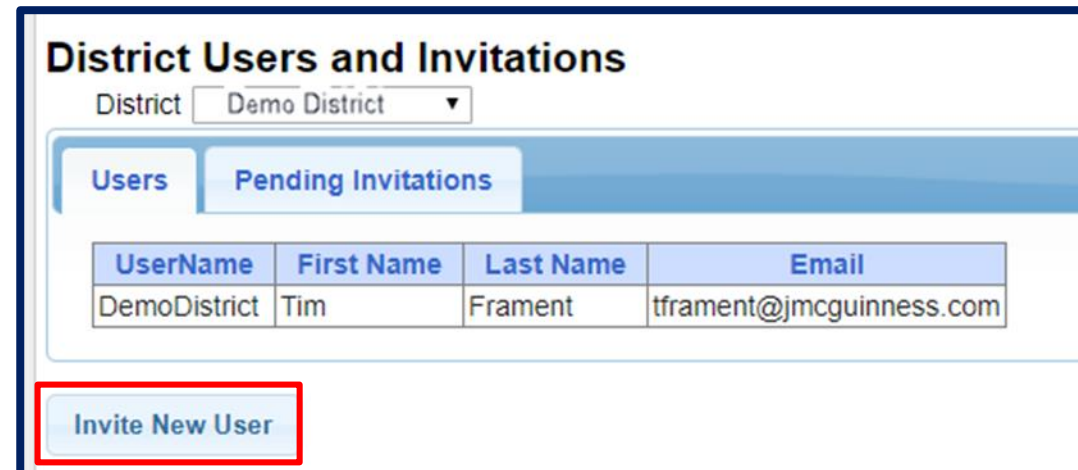 District Users and Invitations
District Demo District
Users Pending Invitations
UserName First Name Last Name Email
DemoDistrict Tim Frament tframent@jmcguinness.com
Invite New User